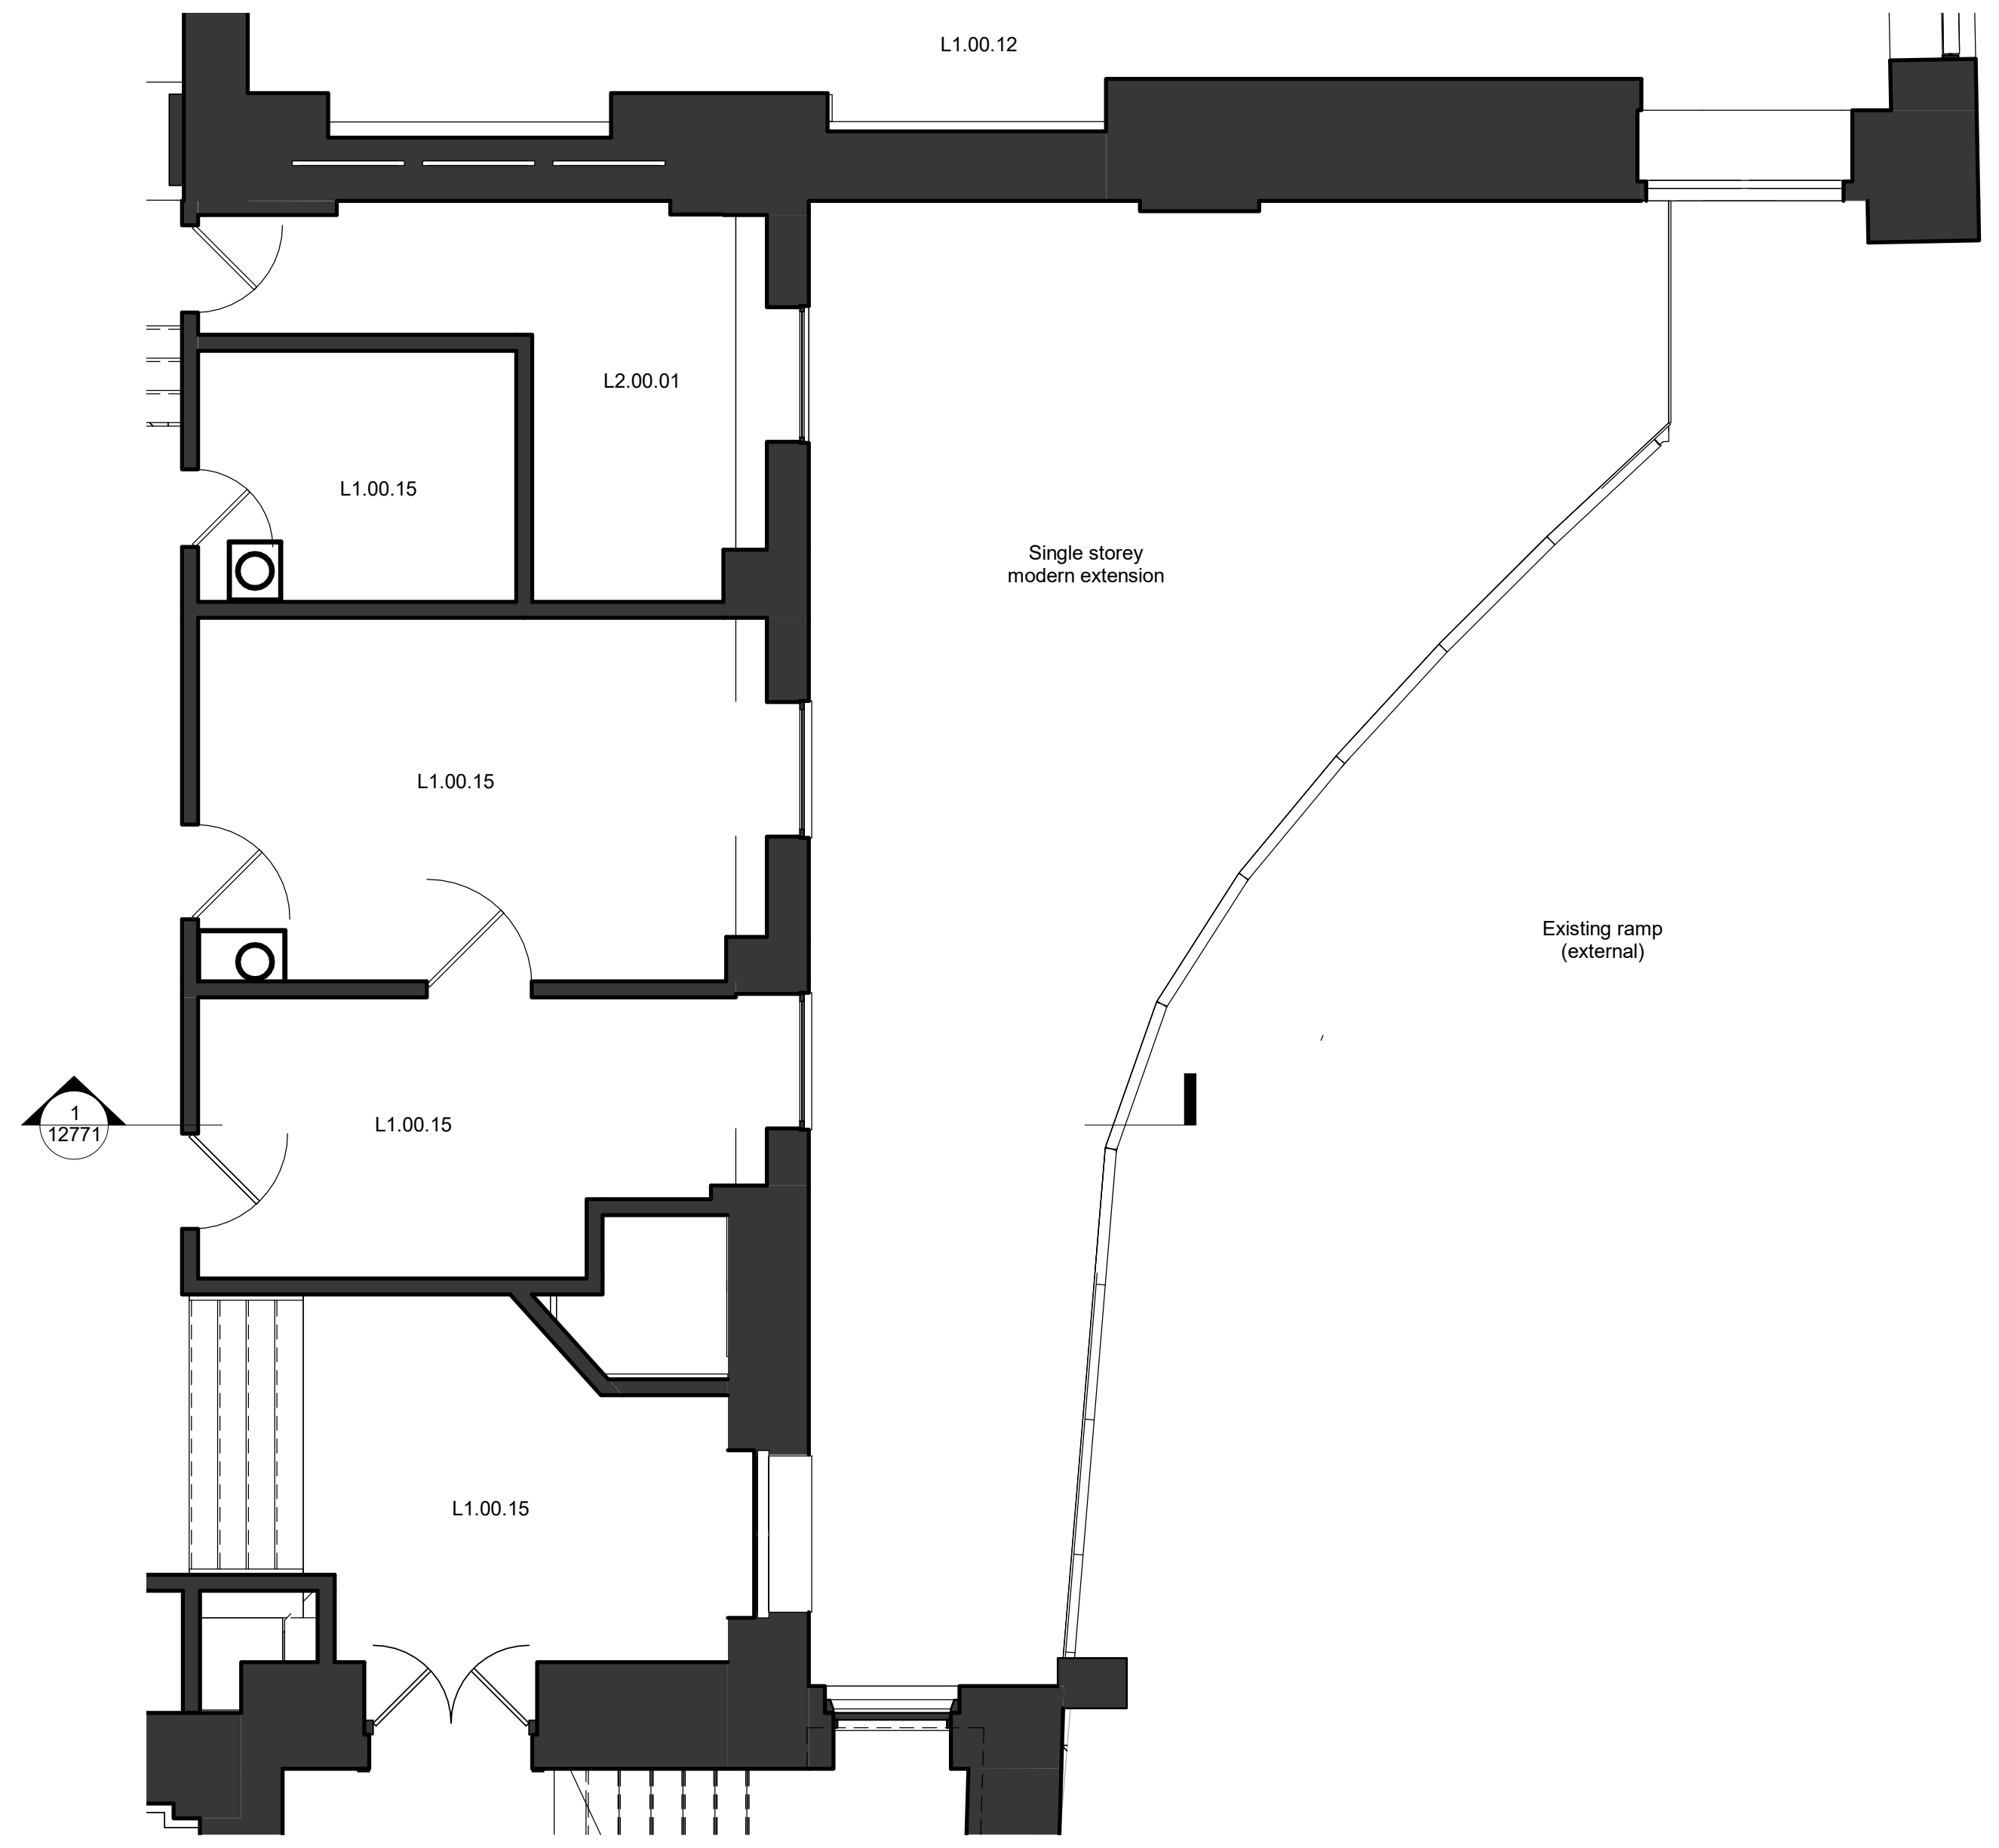 L1.00.12
L2.00.01
L1.00.15
Single storey
modern extension
L1.00.15
Existing ramp
(external)
1
12771
L1.00.15
L1.00.15